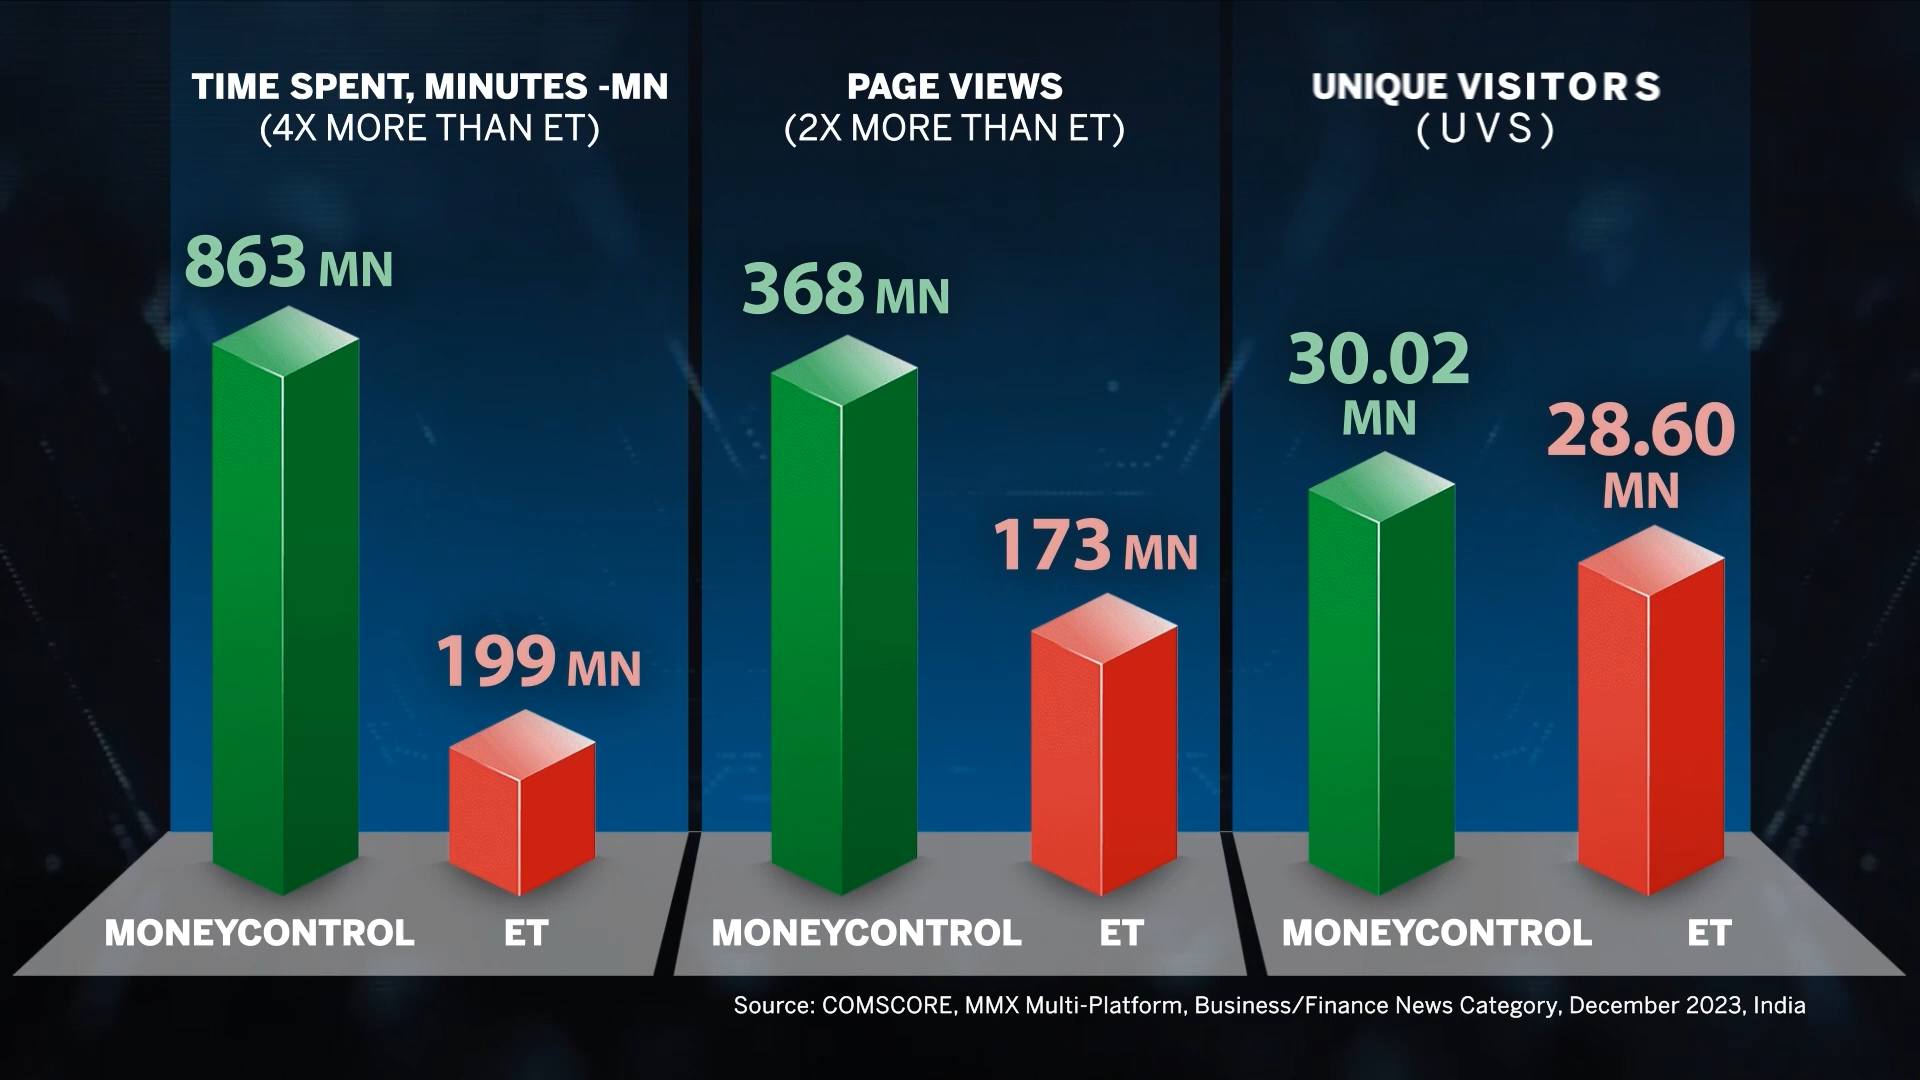 TIME SPENT, MINUTES -MN
(4X MORE THAN ET)
863 MN
199 MN
MONEYCONTROL
ET
PAGE VIEWS
(2X MORE THAN ET)
368 MN
173 MN
MONEYCONTROL
ET
UNIQUE VISITORS
(UVS)
30.02
MN
28.60
MN
MONEYCONTROL
ET
Source: COMSCORE, MMX Multi-Platform, Business/Finance News Category, December 2023, India